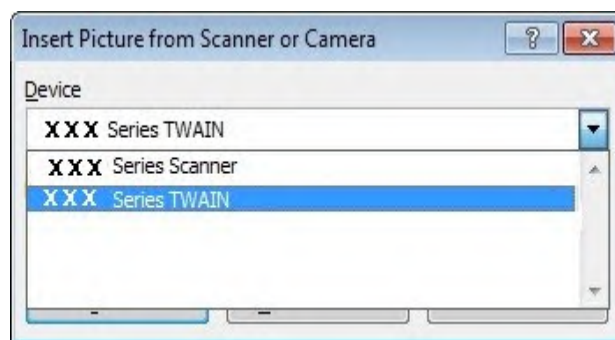 Insert Picture from Scanner or Camera
Device
XXX Series TWAIN
XXX Series Scanner
XXX Series TWAIN